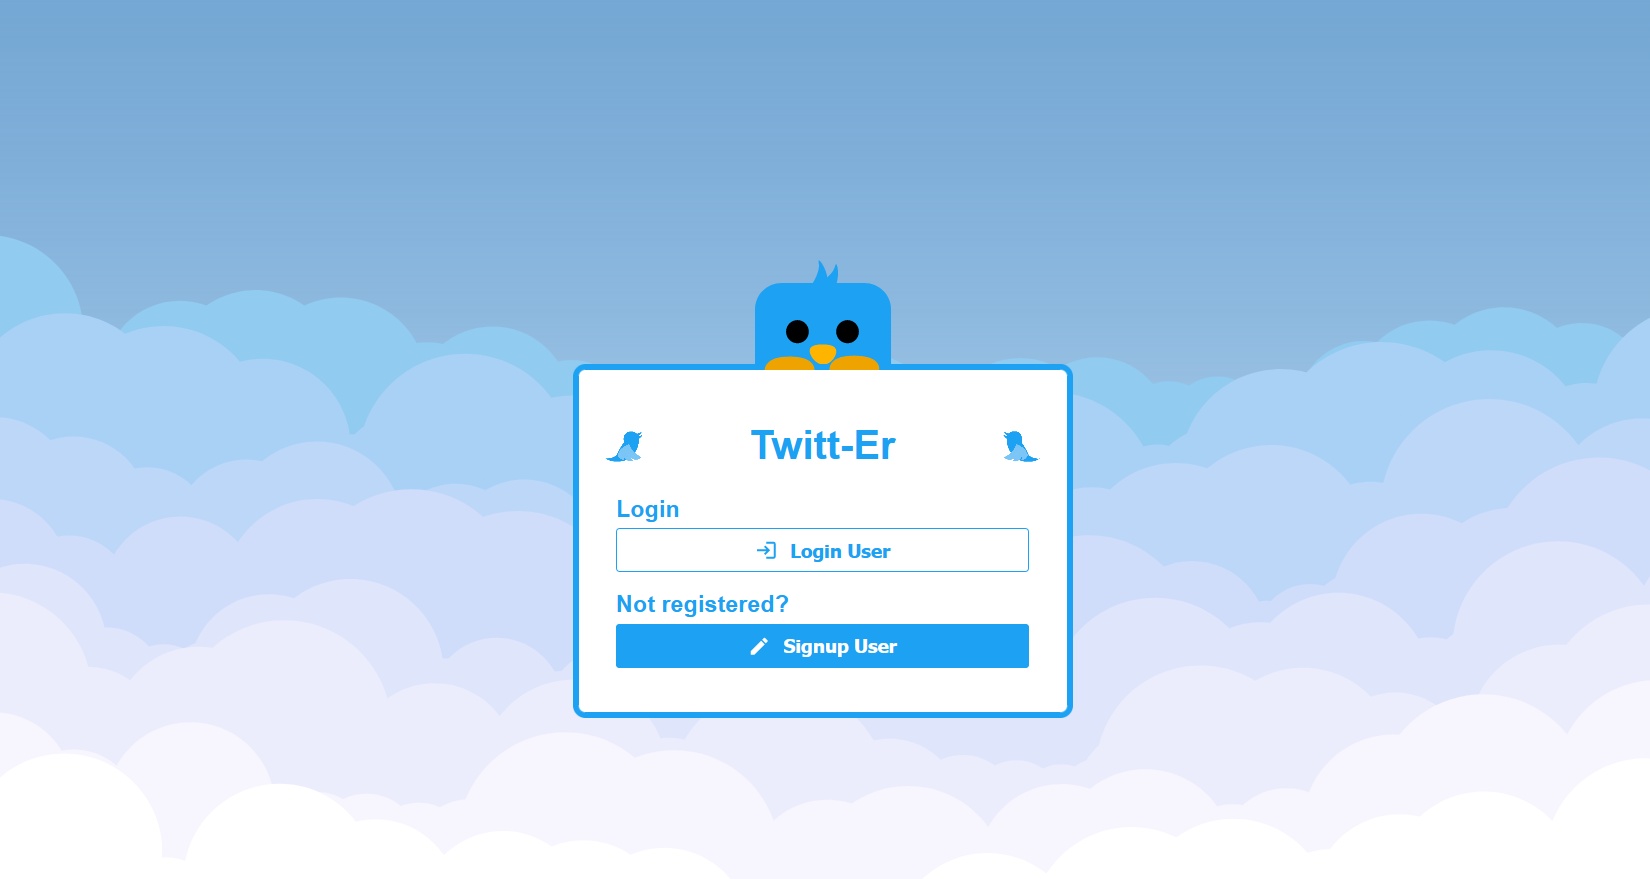 Twitt-Er
Login
Login User
Not registered?
Signup User